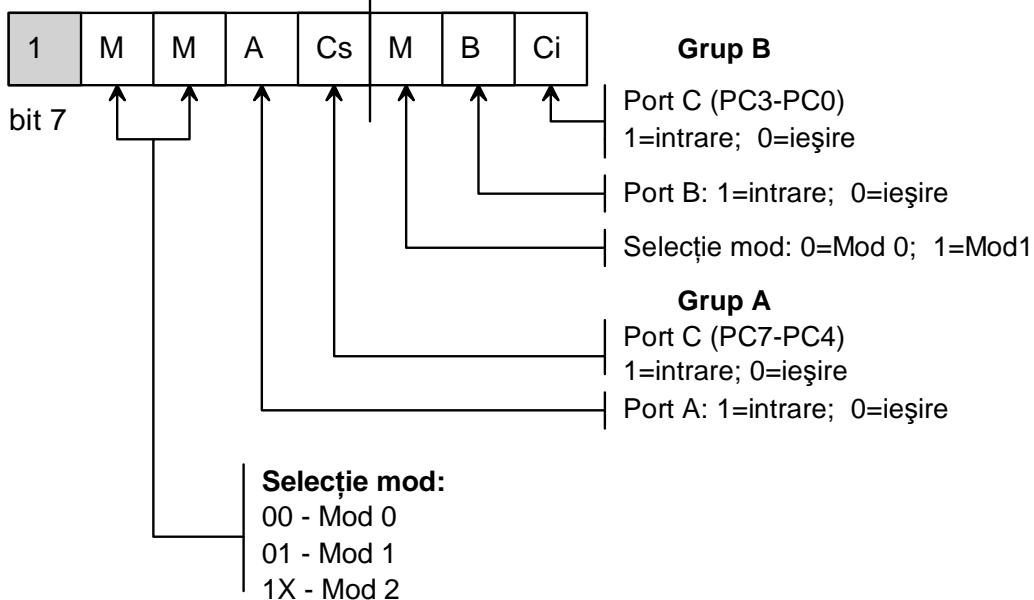 1 M M A Cs M B Ci
bit 7
Grup B
Port C (PC3-PC0)
1=intrare; 0=ieşire
Port B: 1=intrare; 0=ieşire
Selecţie mod: 0=Mod 0; 1=Mod1
Grup A
Port C (PC7-PC4)
1=intrare; 0=ieşire
Port A: 1=intrare; 0=ieşire
Selecţie mod:
00 - Mod 0
01 - Mod 1
1X - Mod 2